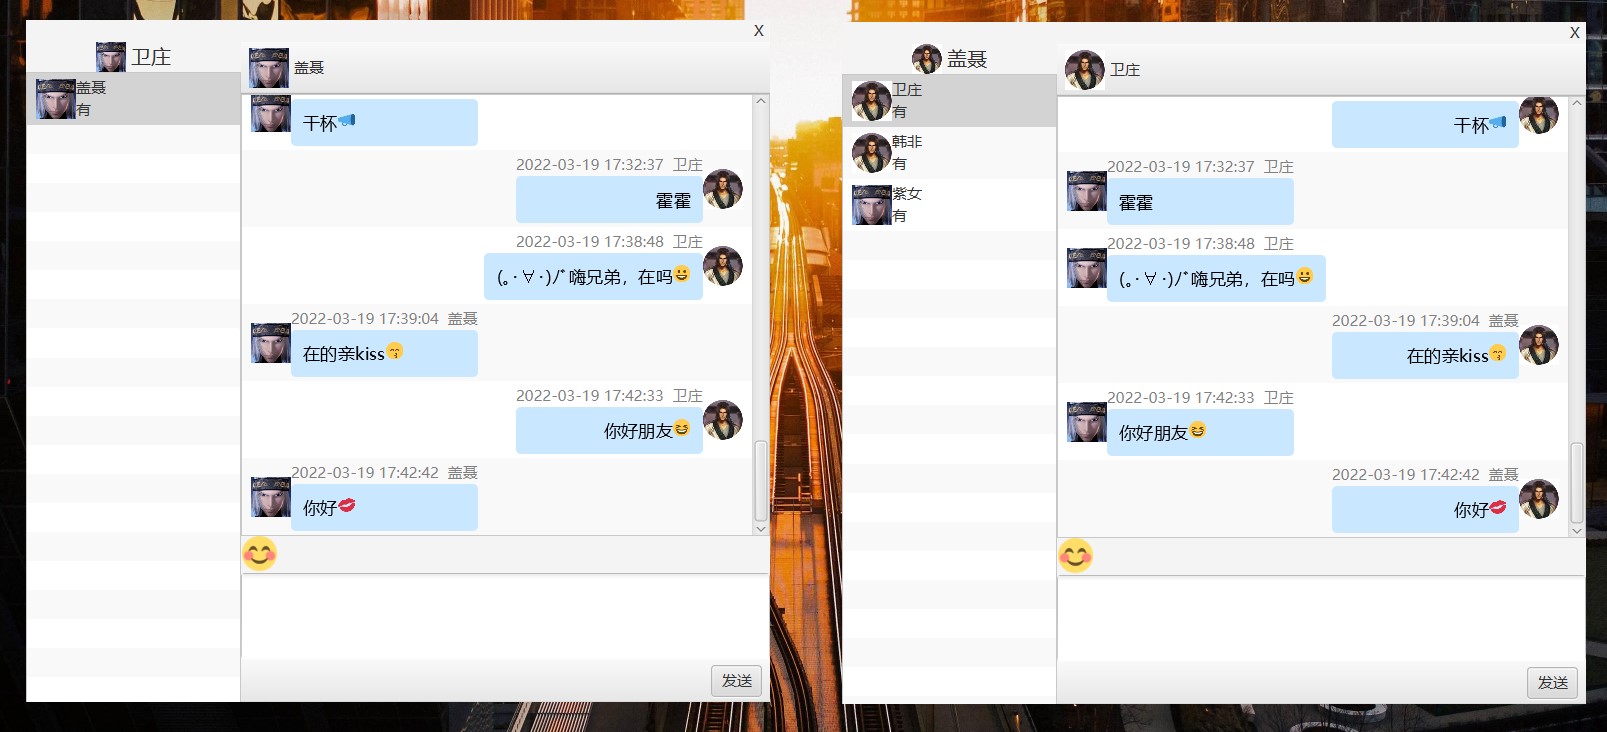 X
卫庄
盖聂
有
盖聂
干杯📢
2022-03-19 17:32:37 卫庄
霍霍
2022-03-19 17:38:48 卫庄
(｡･∀･)ﾉﾞ嗨兄弟，在吗😀
2022-03-19 17:39:04 盖聂
在的亲kiss😙
2022-03-19 17:42:33 卫庄
你好朋友😆
2022-03-19 17:42:42 盖聂
你好💋
发送
X
盖聂
卫庄
有
韩非
有
紫女
有
卫庄
干杯📢
2022-03-19 17:32:37 卫庄
霍霍
2022-03-19 17:38:48 卫庄
(｡･∀･)ﾉﾞ嗨兄弟，在吗😀
2022-03-19 17:39:04 盖聂
在的亲kiss😙
2022-03-19 17:42:33 卫庄
你好朋友😆
2022-03-19 17:42:42 盖聂
你好💋
发送